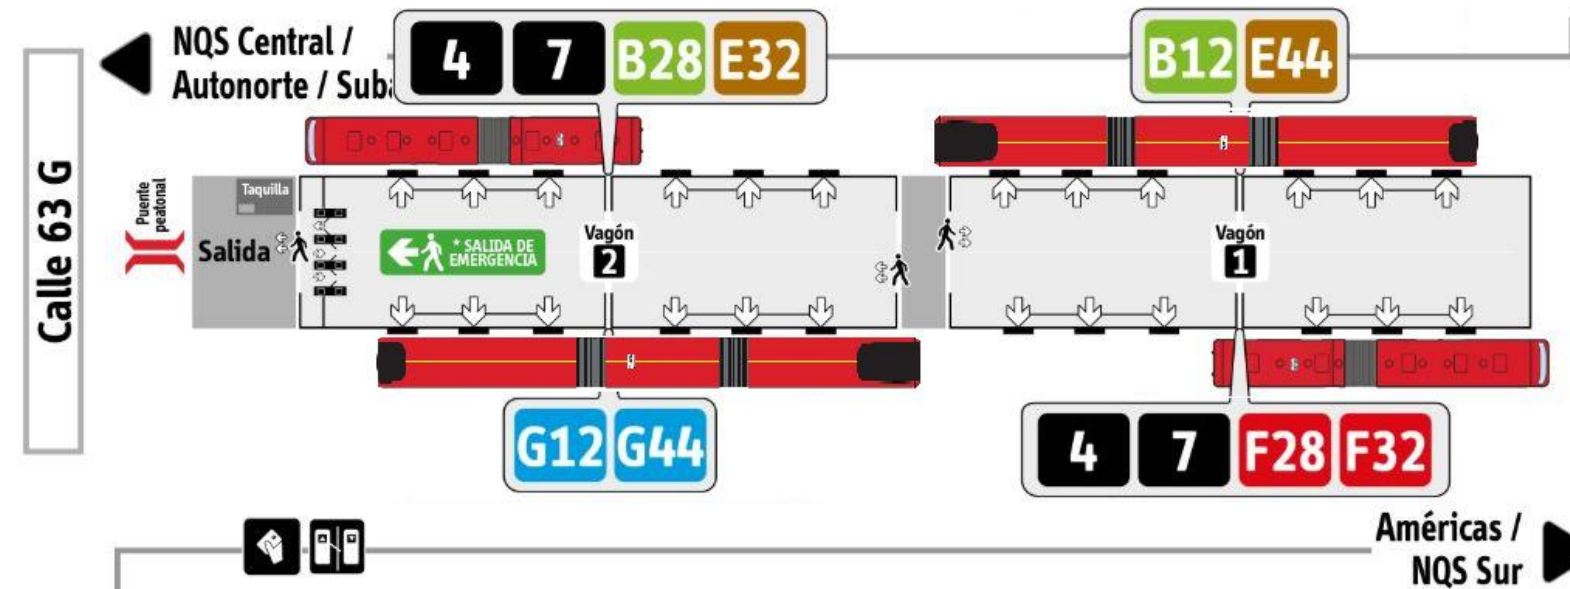 NQS Central /
Autonorte / Suba
4 7 B28 E32
B12 E44
Calle 63 G
Puente
peatonal
Taquilla
Salida
* SALIDA DE
EMERGENCIA
Vagón
2
Vagón
1
G12 G44
4 7 F28 F32
Américas /
NQS Sur